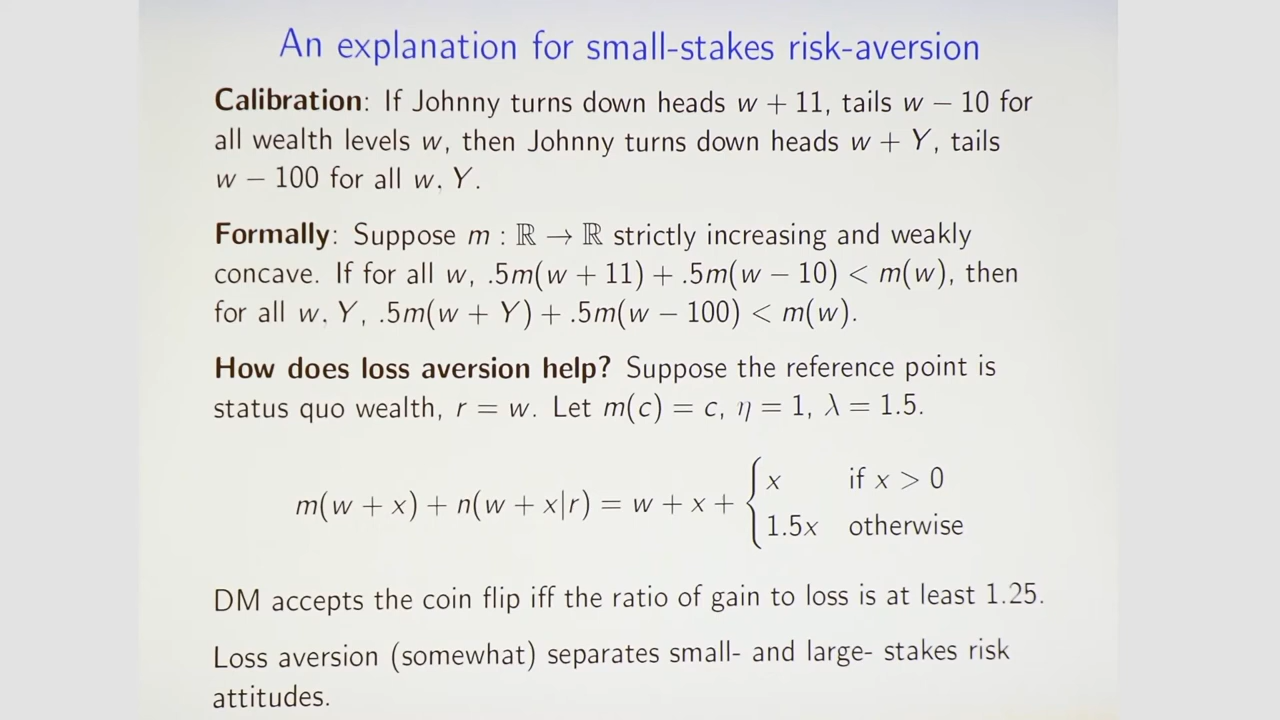 An explanation for small-stakes risk-aversion
Calibration: If Johnny turns down heads w + 11, tails w − 10 for
all wealth levels w, then Johnny turns down heads w + Y, tails
w − 100 for all w, Y.
Formally: Suppose m : ℝ → ℝ strictly increasing and weakly
concave. If for all w, .5m(w + 11) + .5m(w − 10) < m(w), then
for all w, Y, .5m(w + Y) + .5m(w − 100) < m(w).
How does loss aversion help? Suppose the reference point is
status quo wealth, r = w. Let m(c) = c, η = 1, λ = 1.5.
m(w + x) + n(w + x|r) = w + x + { x if x > 0
1.5x otherwise
DM accepts the coin flip iff the ratio of gain to loss is at least 1.25.
Loss aversion (somewhat) separates small- and large- stakes risk
attitudes.